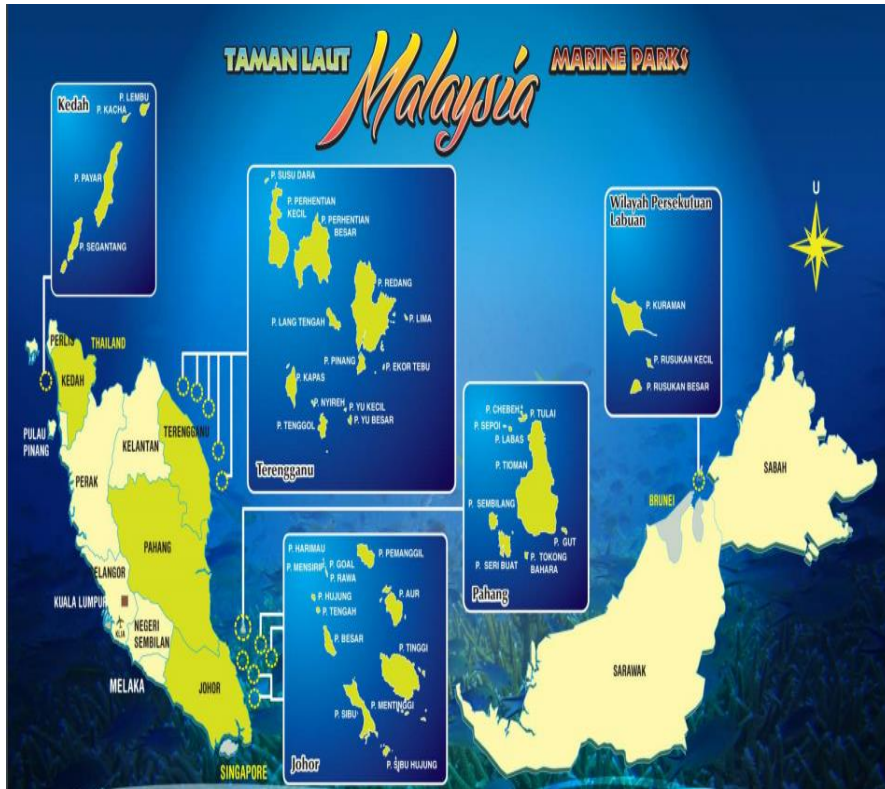 TAMAN LAUT
Malaysia
MARINE PARKS
Kedah
P. LEMBU
P. KACHA
P. PAYAR
P. SEGANTANG
P. SUSU DARA
P. PERHENTIAN
KECIL
P. PERHENTIAN
BESAR
P. REDANG
P. LANG TENGAH
P. LIMA
P. PINANG
P. EKOR TEBU
P. KAPAS
P. NYIREH
P. YU KECIL
P. YU BESAR
P. TENGGOL
Terengganu
Wilayah Persekutuan
Labuan
P. KURAMAN
P. RUSUKAN KECIL
P. RUSUKAN BESAR
U
PERLIS
THAILAND
KEDAH
PULAU
PINANG
KELANTAN
TERENGGANU
PERAK
PAHANG
ELANGOR
KUALA LUMPUR
KLIA
NEGERI
SEMBILAN
MELAKA
JOHOR
SINGAPORE
P. CHEBEH
P. TULAI
P. SEPOI
P. LABAS
P. TIOMAN
P. SEMBILANG
P. GUT
P. SERI BUAT
P. TOKONG
BAHARA
Pahang
P. HARIMAU
P. MENSIRIP
P. GOAL
P. RAWA
P. PEMANGGIL
P. HUJUNG
P. TENGAH
P. AUR
P. BESAR
P. TINGGI
P. SIBU
P. MENTINGGI
P. SIBU HUJUNG
Johor
BRUNEI
SABAH
SARAWAK